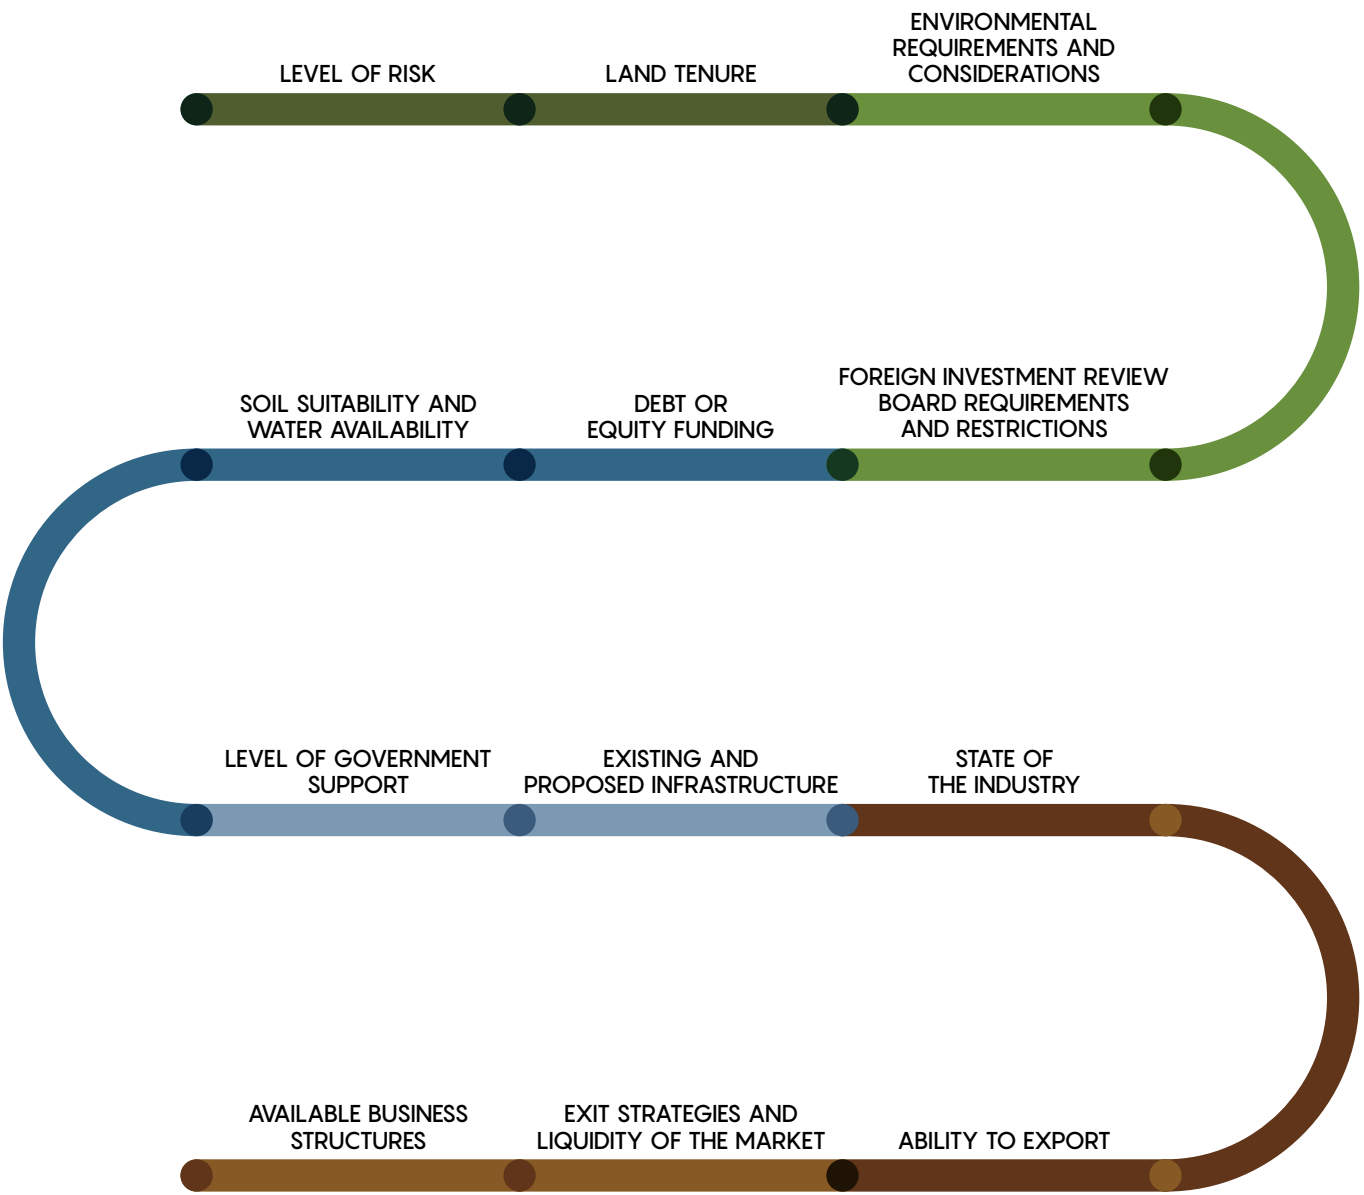 LEVEL OF RISK
LAND TENURE
ENVIRONMENTAL
REQUIREMENTS AND
CONSIDERATIONS
SOIL SUITABILITY AND
WATER AVAILABILITY
DEBT OR
EQUITY FUNDING
FOREIGN INVESTMENT REVIEW
BOARD REQUIREMENTS
AND RESTRICTIONS
LEVEL OF GOVERNMENT
SUPPORT
EXISTING AND
PROPOSED INFRASTRUCTURE
STATE OF
THE INDUSTRY
AVAILABLE BUSINESS
STRUCTURES
EXIT STRATEGIES AND
LIQUIDITY OF THE MARKET
ABILITY TO EXPORT